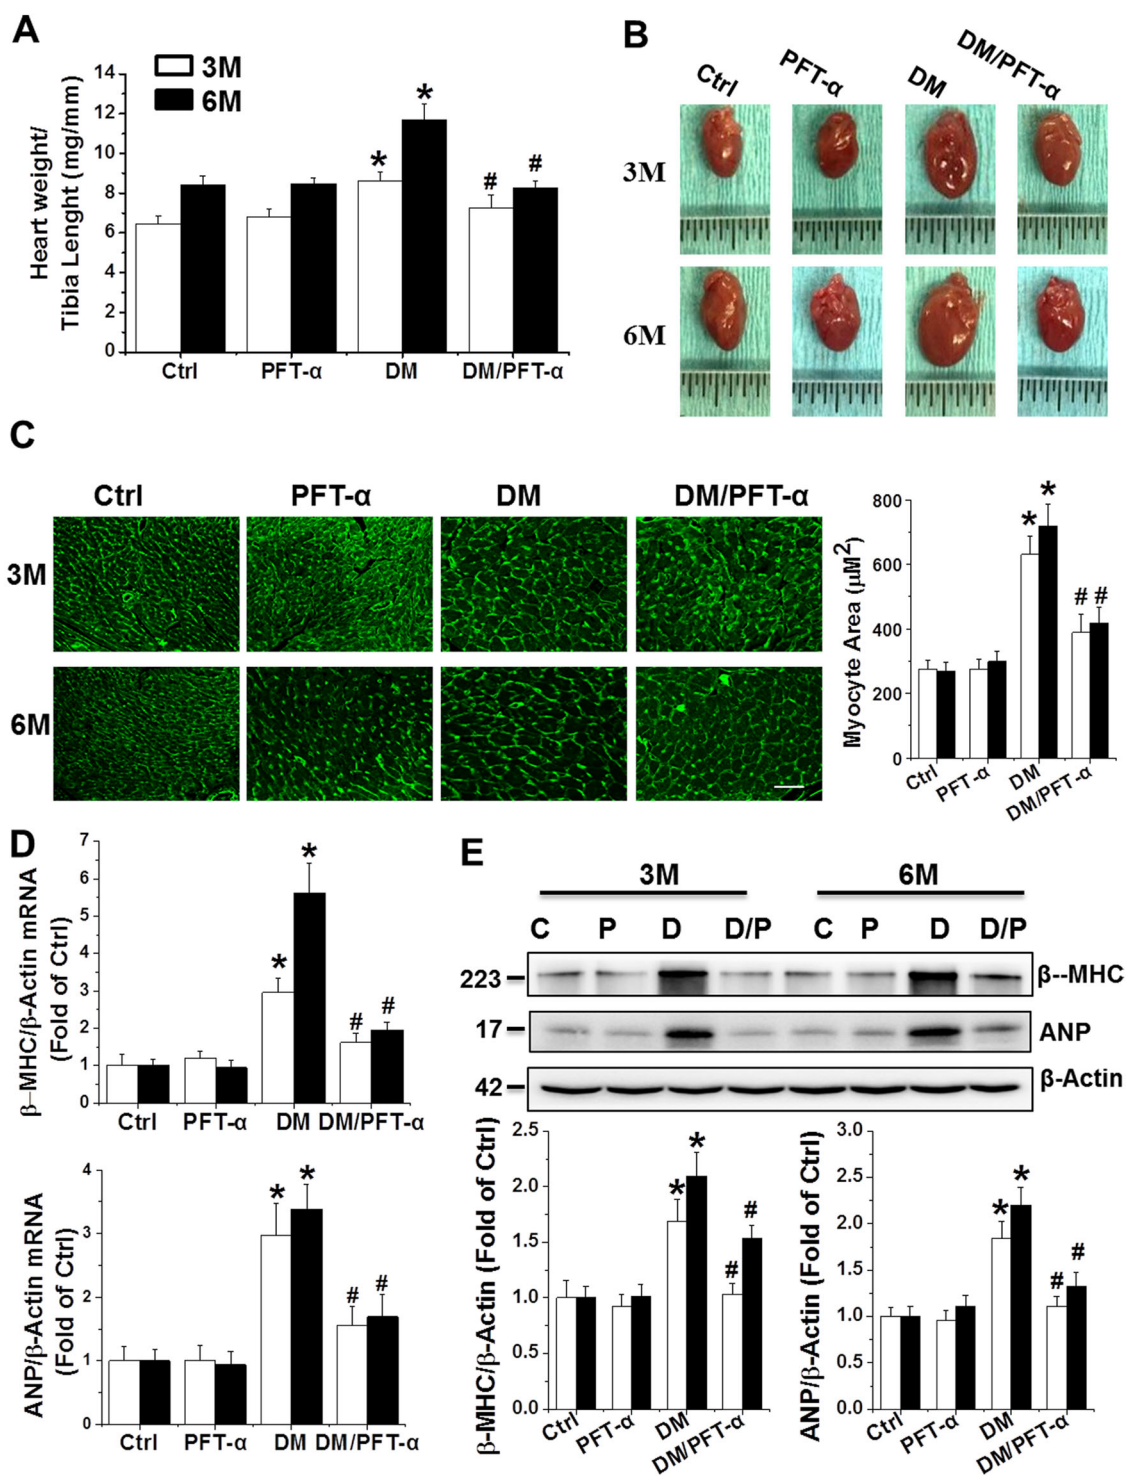 A
3M
6M
Heart weight/
Tibia Lenght (mg/mm)
14
12
10
8
6
4
2
0
*
*
#
#
Ctrl
PFT-α
DM
DM/PFT-α
B
Ctrl
PFT-α
DM
DM/PFT-α
3M
6M
C
Ctrl
PFT-α
DM
DM/PFT-α
3M
6M
Myocyte Area (μM2)
800
600
400
200
0
*
*
#
#
Ctrl
PFT-α
DM
DM/PFT-α
D
β–MHC/β-Actin mRNA
(Fold of Ctrl)
7
6
5
4
3
2
1
0
*
*
#
#
Ctrl
PFT-α
DM
DM/PFT-α
ANP/β-Actin mRNA
(Fold of Ctrl)
4
3
2
1
0
*
*
#
#
Ctrl
PFT-α
DM
DM/PFT-α
E
3M
6M
C P D D/P C P D D/P
223
β--MHC
17
ANP
42
β-Actin
β-MHC/β-Actin (Fold of Ctrl)
2.5
2.0
1.5
1.0
0.5
0.0
*
*
#
#
Ctrl
PFT-α
DM
DM/PFT-α
ANP/β-Actin (Fold of Ctrl)
3.0
2.5
2.0
1.5
1.0
0.5
0.0
*
*
#
#
Ctrl
PFT-α
DM
DM/PFT-α